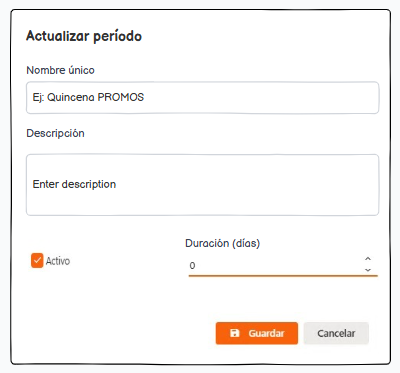 Actualizar período
Nombre único
Ej: Quincena PROMOS
Descripción
Enter description
Duración (días)
Activo
0
Guardar
Cancelar